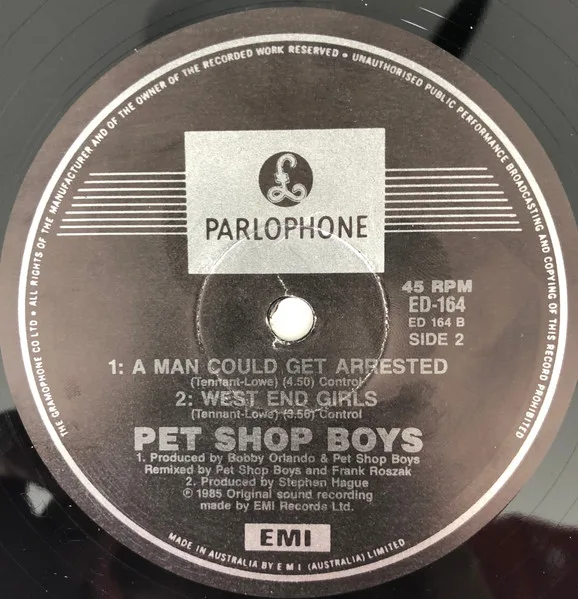 THE GRAMOPHONE CO LTD • ALL RIGHTS OF THE MANUFACTURER AND OF THE OWNER OF THE RECORDED WORK RESERVED • UNAUTHORISED PUBLIC PERFORMANCE BROADCASTING AND COPYING OF THIS RECORD PROHIBITED
£
PARLOPHONE
45 RPM
ED-164
ED 164 B
SIDE 2
1: A MAN COULD GET ARRESTED
(Tennant-Lowe) (4.50) Control
2: WEST END GIRLS
(Tennant-Lowe) (3.56) Control
PET SHOP BOYS
1. Produced by Bobby Orlando & Pet Shop Boys
Remixed by Pet Shop Boys and Frank Roszak
2. Produced by Stephen Hague
℗ 1985 Original sound recording
made by EMI Records Ltd.
EMI
MADE IN AUSTRALIA BY E M I (AUSTRALIA) LIMITED